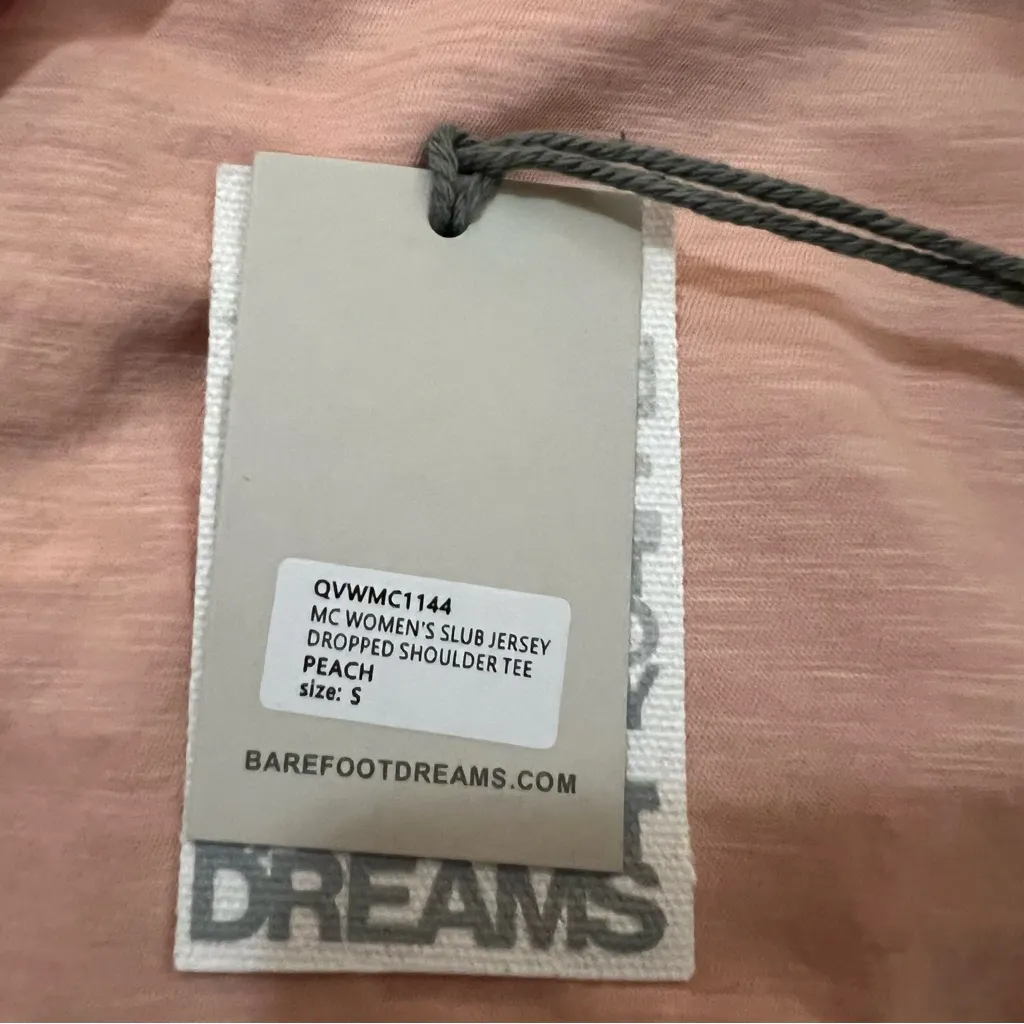 QVWMC1144
MC WOMEN'S SLUB JERSEY
DROPPED SHOULDER TEE
PEACH
size: S
BAREFOOTDREAMS.COM
DREAMS